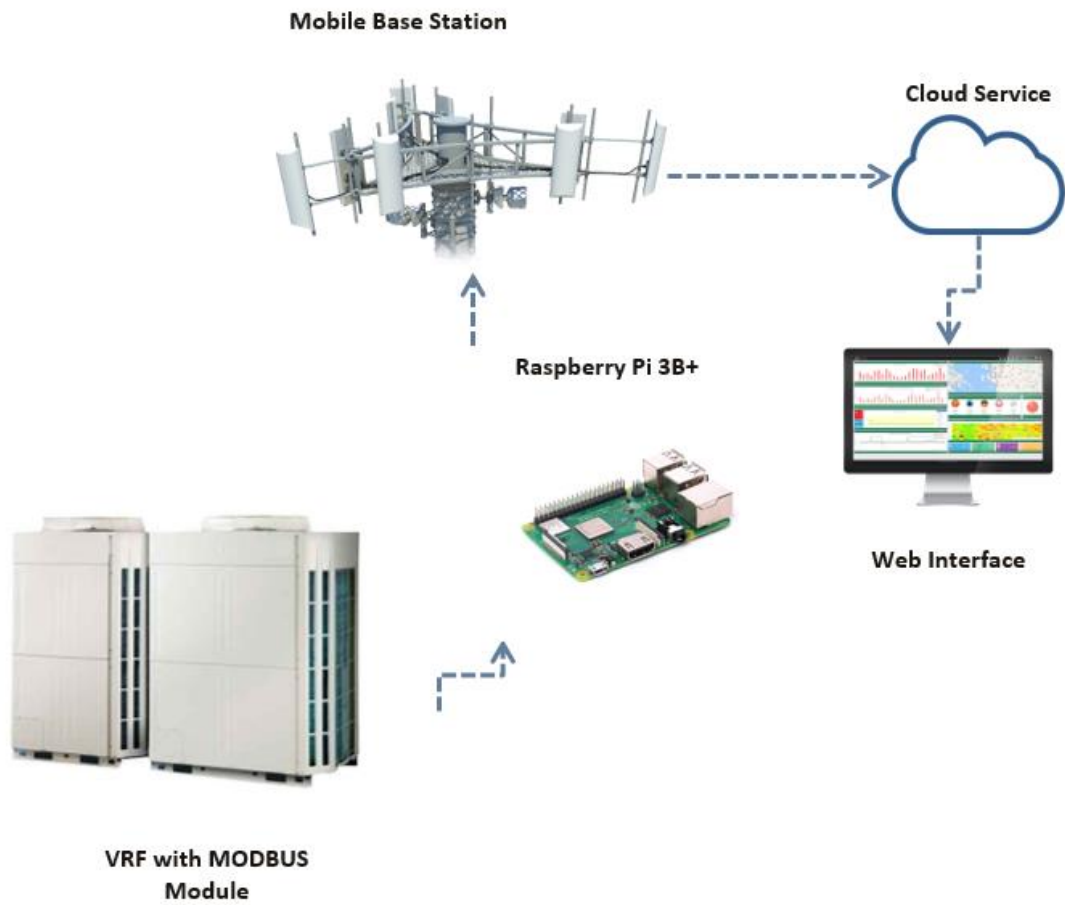 Mobile Base Station
Cloud Service
Raspberry Pi 3B+
Web Interface
VRF with MODBUS
Module